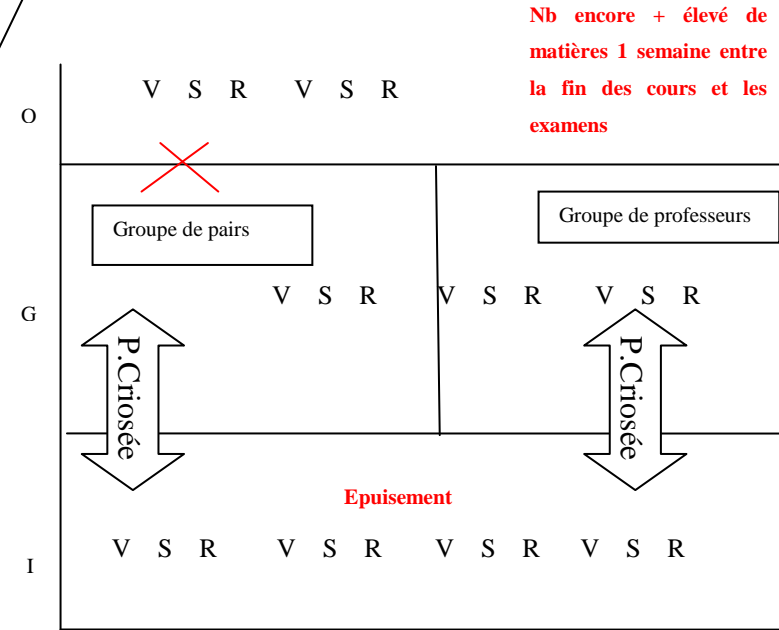 Nb encore + élevé de
matières 1 semaine entre
la fin des cours et les
examens
V S R V S R
O
Groupe de pairs
Groupe de professeurs
V S R V S R V S R
G
P.Criosée
P.Criosée
Epuisement
V S R V S R V S R V S R
I